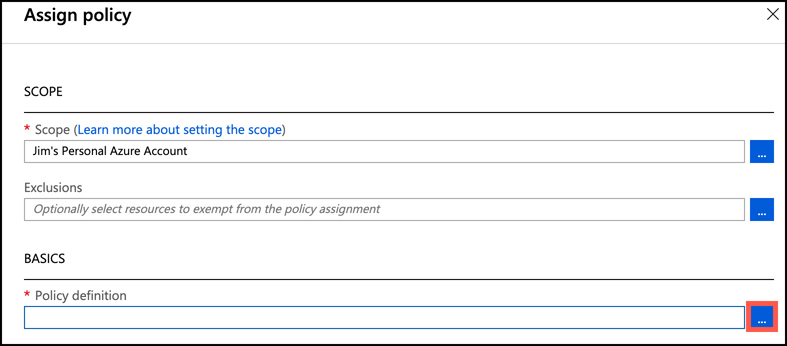 Assign policy
SCOPE
* Scope (Learn more about setting the scope)
Jim's Personal Azure Account
...
Exclusions
Optionally select resources to exempt from the policy assignment
...
BASICS
* Policy definition
...